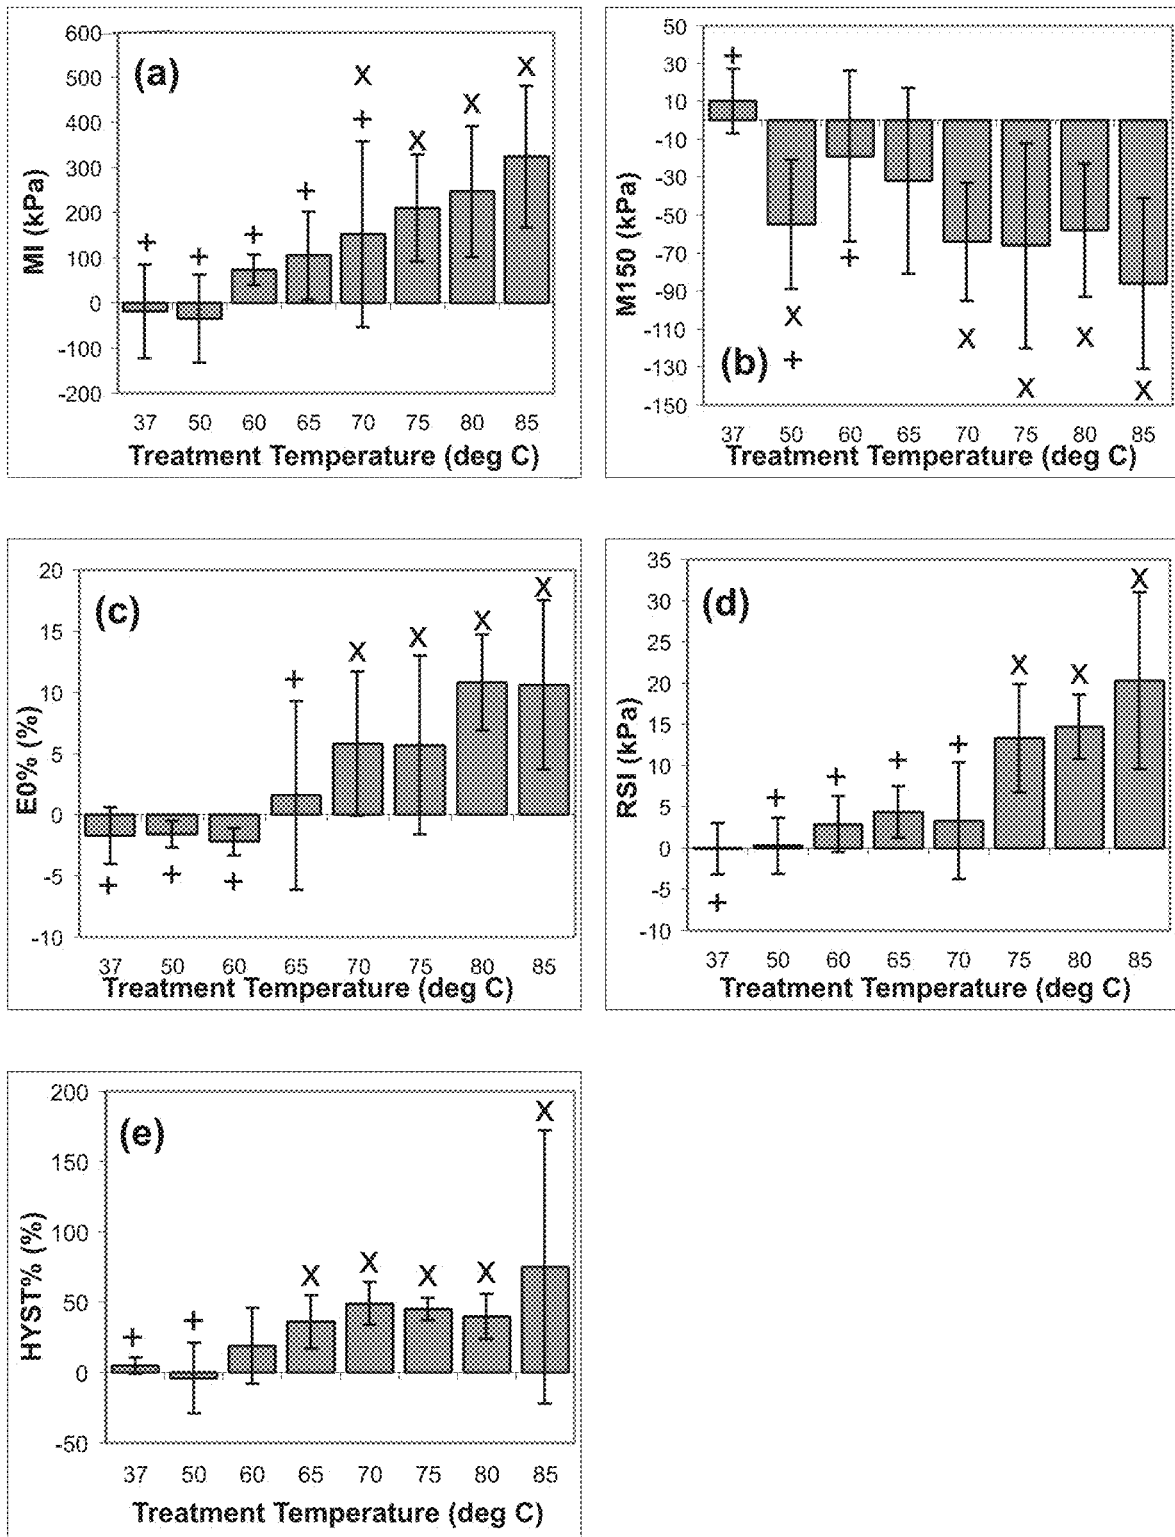 600
500
400
300
200
100
0
-100
-200
MI (kPa)
(a)
+ + + + X + X X X
37 50 60 65 70 75 80 85
Treatment Temperature (deg C)
50
30
10
-10
-30
-50
-70
-90
-110
-130
-150
M150 (kPa)
(b)
+ X + + X X X X
37 50 60 65 70 75 80 85
Treatment Temperature (deg C)
20
15
10
5
0
-5
-10
E0% (%)
(c)
+ + + + X X X X
37 50 60 65 70 75 80 85
Treatment Temperature (deg C)
35
30
25
20
15
10
5
0
-5
-10
RSI (kPa)
(d)
+ + + + + X X X
37 50 60 65 70 75 80 85
Treatment Temperature (deg C)
200
150
100
50
0
-50
HYST% (%)
(e)
+ + X X X X X
37 50 60 65 70 75 80 85
Treatment Temperature (deg C)